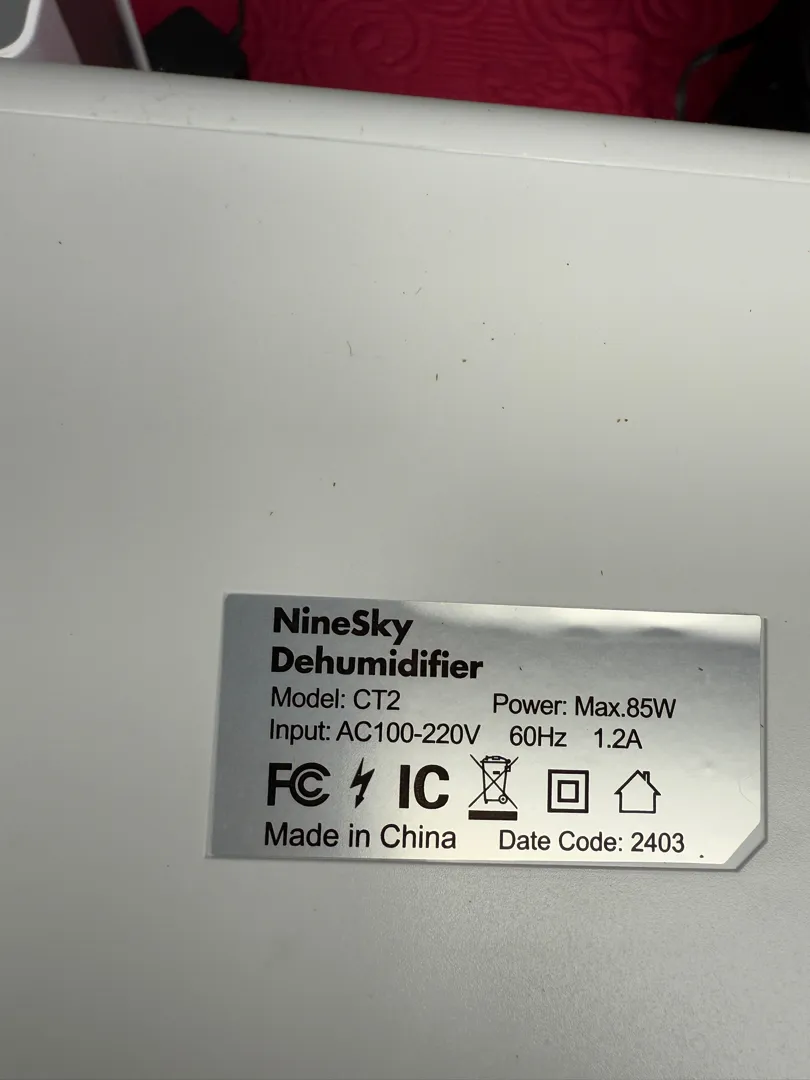 NineSky
Dehumidifier
Model: CT2 Power: Max.85W
Input: AC100-220V 60Hz 1.2A
FC IC
Made in China Date Code: 2403